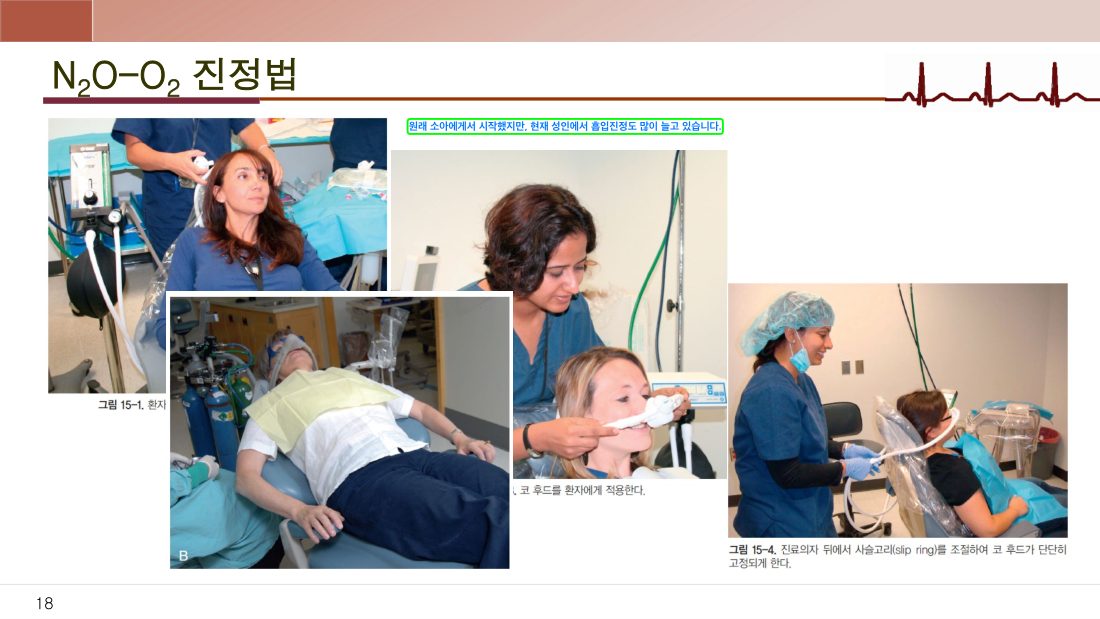 N₂O-O₂ 진정법
원래 소아에게서 시작했지만, 현재 성인에서 흡입진정도 많이 늘고 있습니다.
그림 15-1. 환자
코 후드를 환자에게 적용한다.
B
그림 15-4. 진료의자 뒤에서 사슬고리(slip ring)를 조절하여 코 후드가 단단히
고정되게 한다.
18